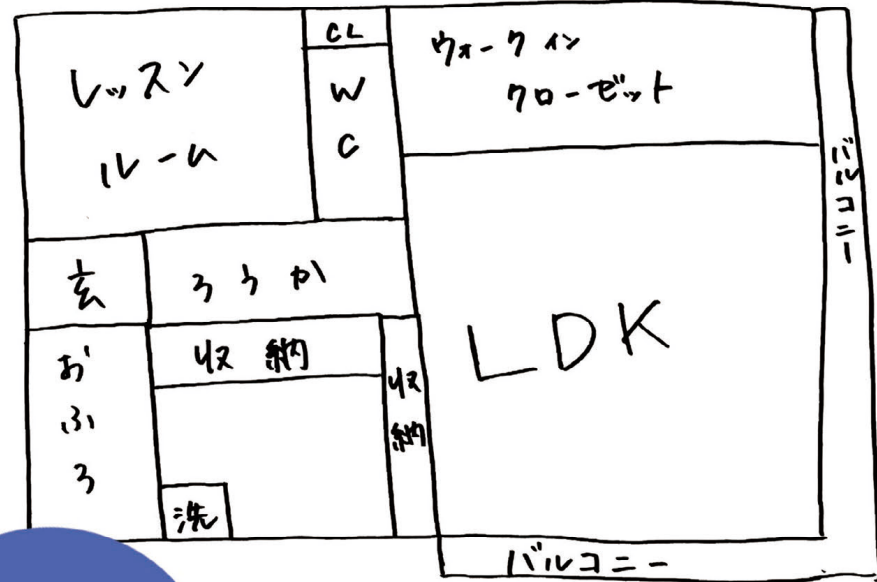 レッスン
ルーム
CL
W
C
ウォークイン
クローゼット
バルコニー
玄
ろうか
LDK
おふろ
収納
収納
洗
バルコニー